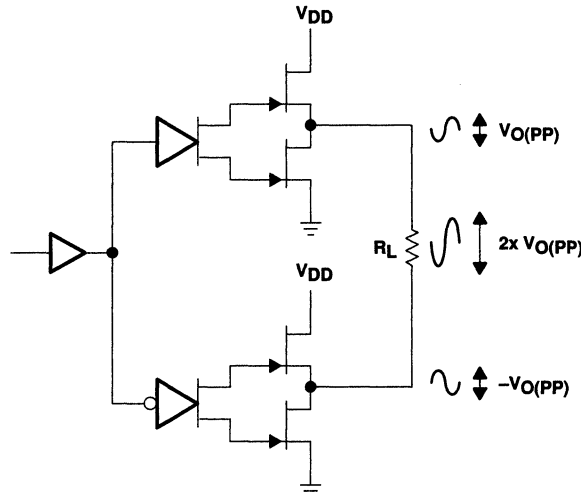 VDD
VO(PP)
RL
2x VO(PP)
VDD
–VO(PP)